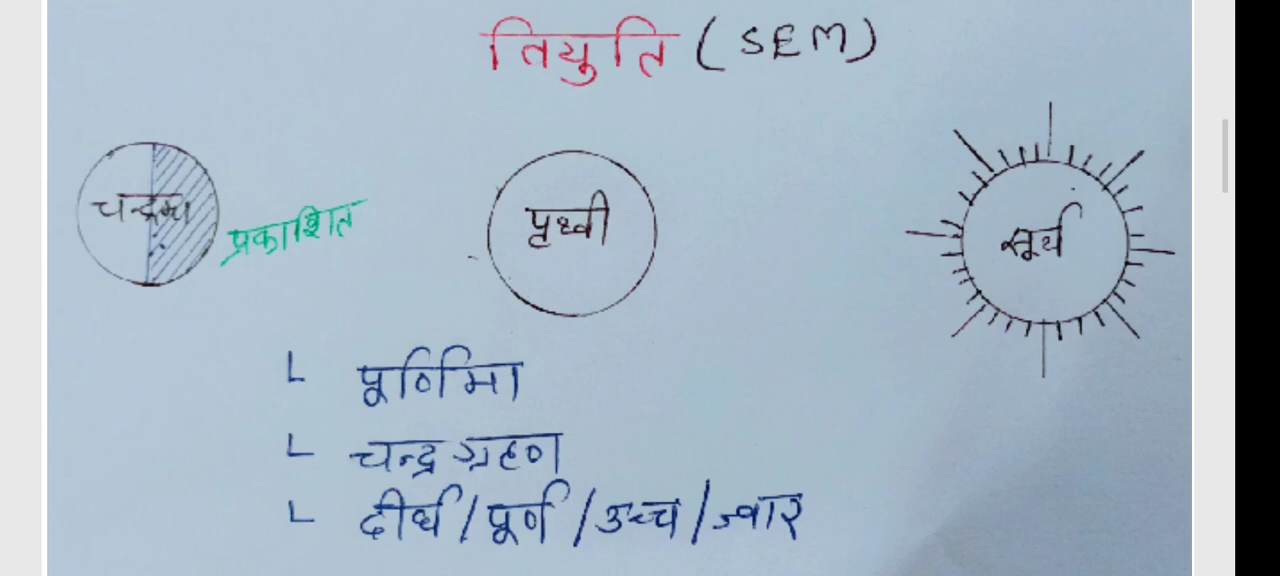 तियुति (SEM)
चन्द्रमा
प्रकाशित
पृथ्वी
सूर्य
पूर्णिमा
चन्द्र ग्रहण
दीर्घ/पूर्ण/उच्च/ज्वार